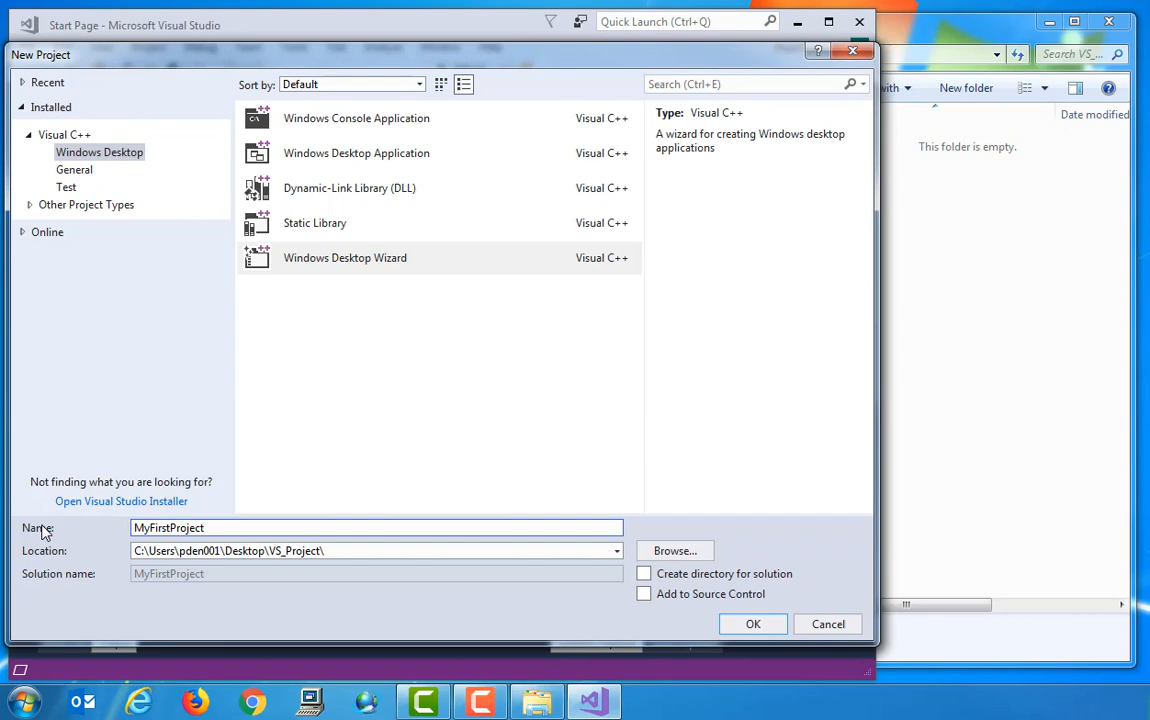 Start Page - Microsoft Visual Studio
Quick Launch (Ctrl+Q)
New Project
Search VS_...
Recent
Sort by: Default
Search (Ctrl+E)
with
New folder
Installed
Windows Console Application Visual C++
Type: Visual C++
Date modified
A wizard for creating Windows desktop
applications
Visual C++
Windows Desktop
Windows Desktop Application Visual C++
This folder is empty.
General
Test
Dynamic-Link Library (DLL) Visual C++
Other Project Types
Static Library Visual C++
Online
Windows Desktop Wizard Visual C++
Not finding what you are looking for?
Open Visual Studio Installer
Name: MyFirstProject
Location: C:\Users\pden001\Desktop\VS_Project\
Browse...
Solution name: MyFirstProject
Create directory for solution
Add to Source Control
OK
Cancel